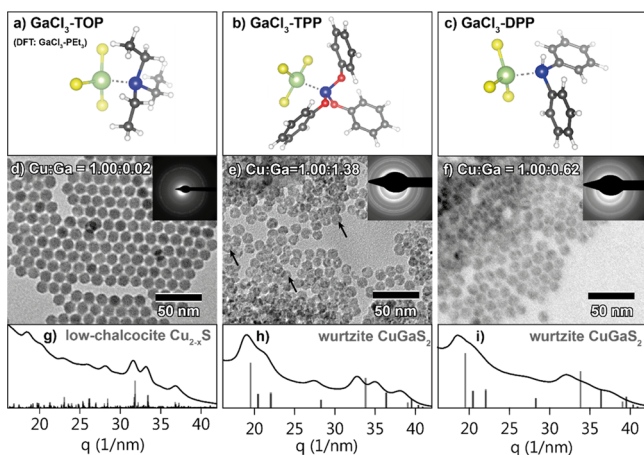 a) GaCl₃-TOP
(DFT: GaCl₃-PEt₃)
b) GaCl₃-TPP
c) GaCl₃-DPP
d) Cu:Ga = 1.00:0.02
50 nm
e) Cu:Ga=1.00:1.38
50 nm
f) Cu:Ga = 1.00:0.62
50 nm
g) low-chalcocite Cu₂₋ₓS
h) wurtzite CuGaS₂
i) wurtzite CuGaS₂
20 25 30 35 40
q (1/nm)
20 25 30 35 40
q (1/nm)
20 25 30 35 40
q (1/nm)